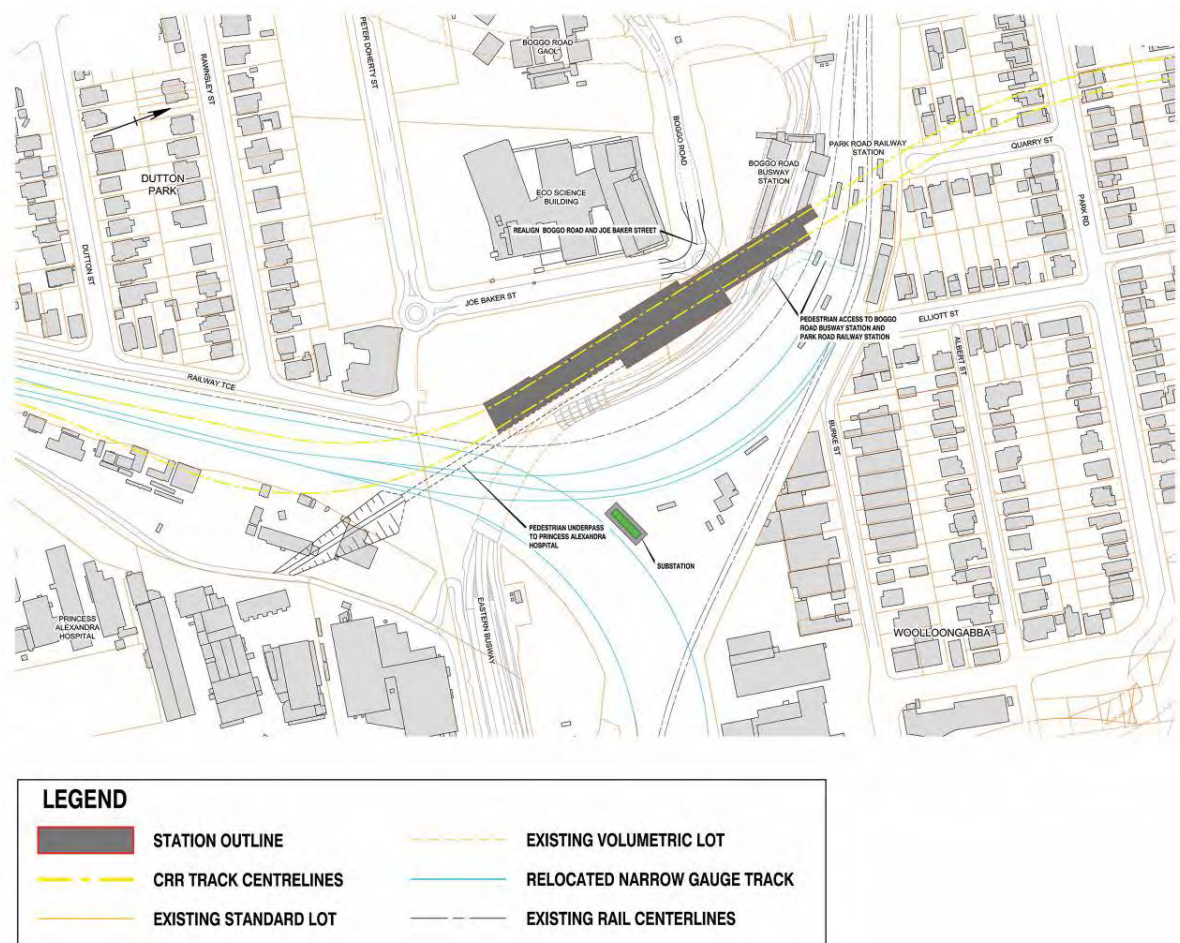 BOGGO ROAD
GAOL
PETER DOHERTY ST
RAWNSLEY ST
BOGGO ROAD
PARK ROAD RAILWAY
STATION
BOGGO ROAD
BUSWAY
STATION
QUARRY ST
DUTTON
PARK
ECO SCIENCE
BUILDING
REALIGN BOGGO ROAD AND JOE BAKER STREET
PARK RD
DUTTON ST
JOE BAKER ST
ELLIOTT ST
PEDESTRIAN ACCESS TO BOGGO
ROAD BUSWAY STATION AND
PARK ROAD RAILWAY STATION
ALBERT ST
RAILWAY TCE
BURKE ST
PEDESTRIAN UNDERPASS
TO PRINCESS ALEXANDRA
HOSPITAL
SUBSTATION
PRINCESS
ALEXANDRA
HOSPITAL
EASTERN BUSWAY
WOOLLOONGABBA
LEGEND
STATION OUTLINE
CRR TRACK CENTRELINES
EXISTING STANDARD LOT
EXISTING VOLUMETRIC LOT
RELOCATED NARROW GAUGE TRACK
EXISTING RAIL CENTERLINES